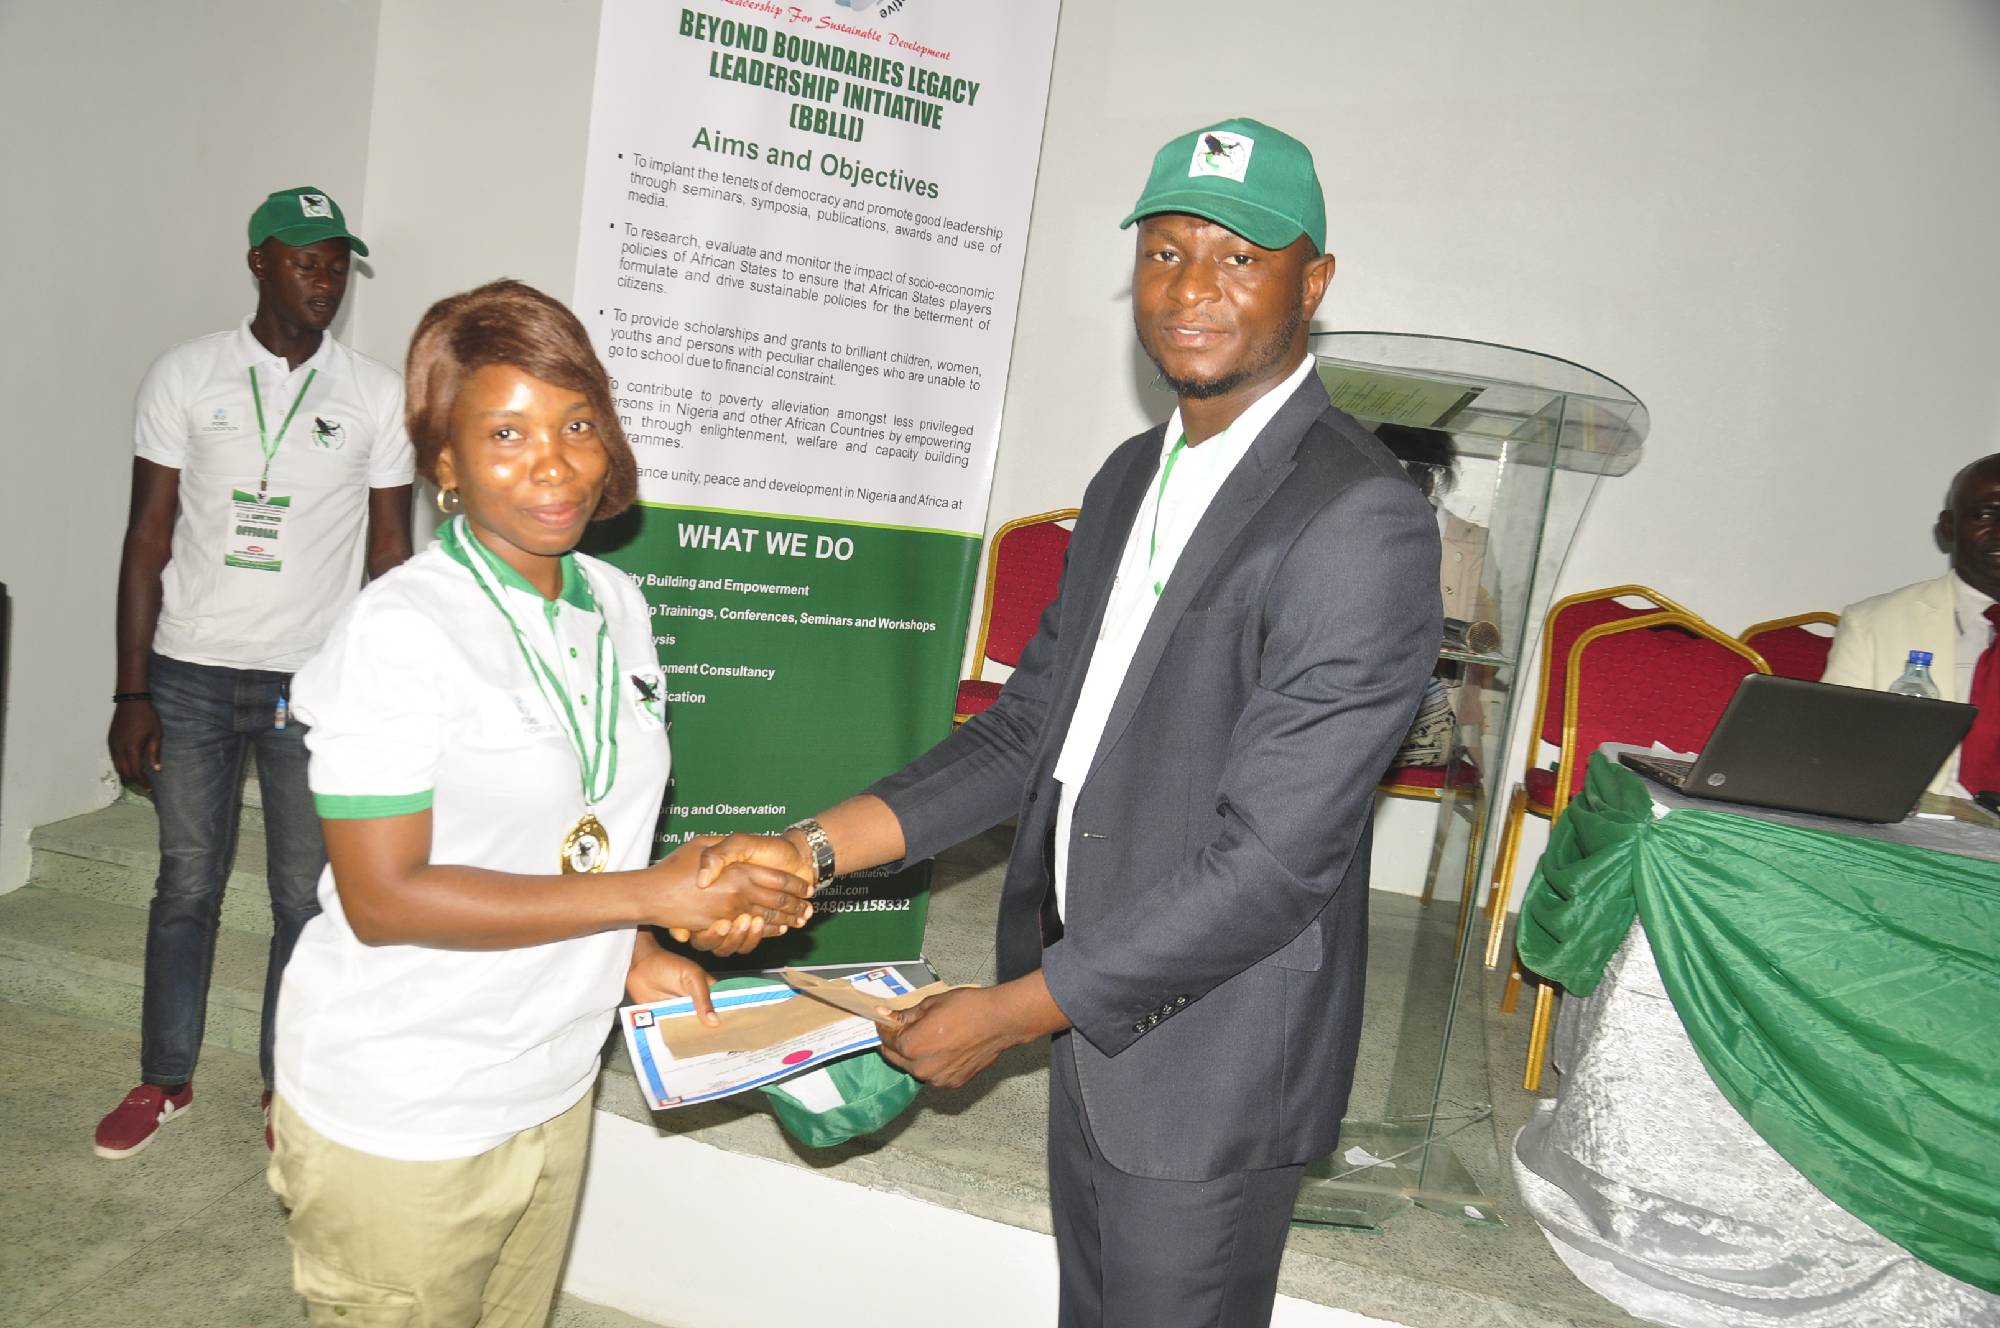 Leadership For Sustainable Development
BEYOND BOUNDARIES LEGACY
LEADERSHIP INITIATIVE
(BBLLI)
Aims and Objectives
▪ To implant the tenets of democracy and promote good leadership
through seminars, symposia, publications, awards and use of
media.
▪ To research, evaluate and monitor the impact of socio-economic
policies of African States to ensure that African States players
formulate and drive sustainable policies for the betterment of
citizens.
▪ To provide scholarships and grants to brilliant children, women,
youths and persons with peculiar challenges who are unable to
go to school due to financial constraint.
To contribute to poverty alleviation amongst less privileged
ersons in Nigeria and other African Countries by empowering
m through enlightenment, welfare and capacity building
rammes.
ance unity, peace and development in Nigeria and Africa at
WHAT WE DO
ity Building and Empowerment
ip Trainings, Conferences, Seminars and Workshops
ysis
opment Consultancy
ication
oring and Observation
tion,
Initiative
gmail.com
348051158332
FORD
FOUNDATION
OFFICIAL
hp